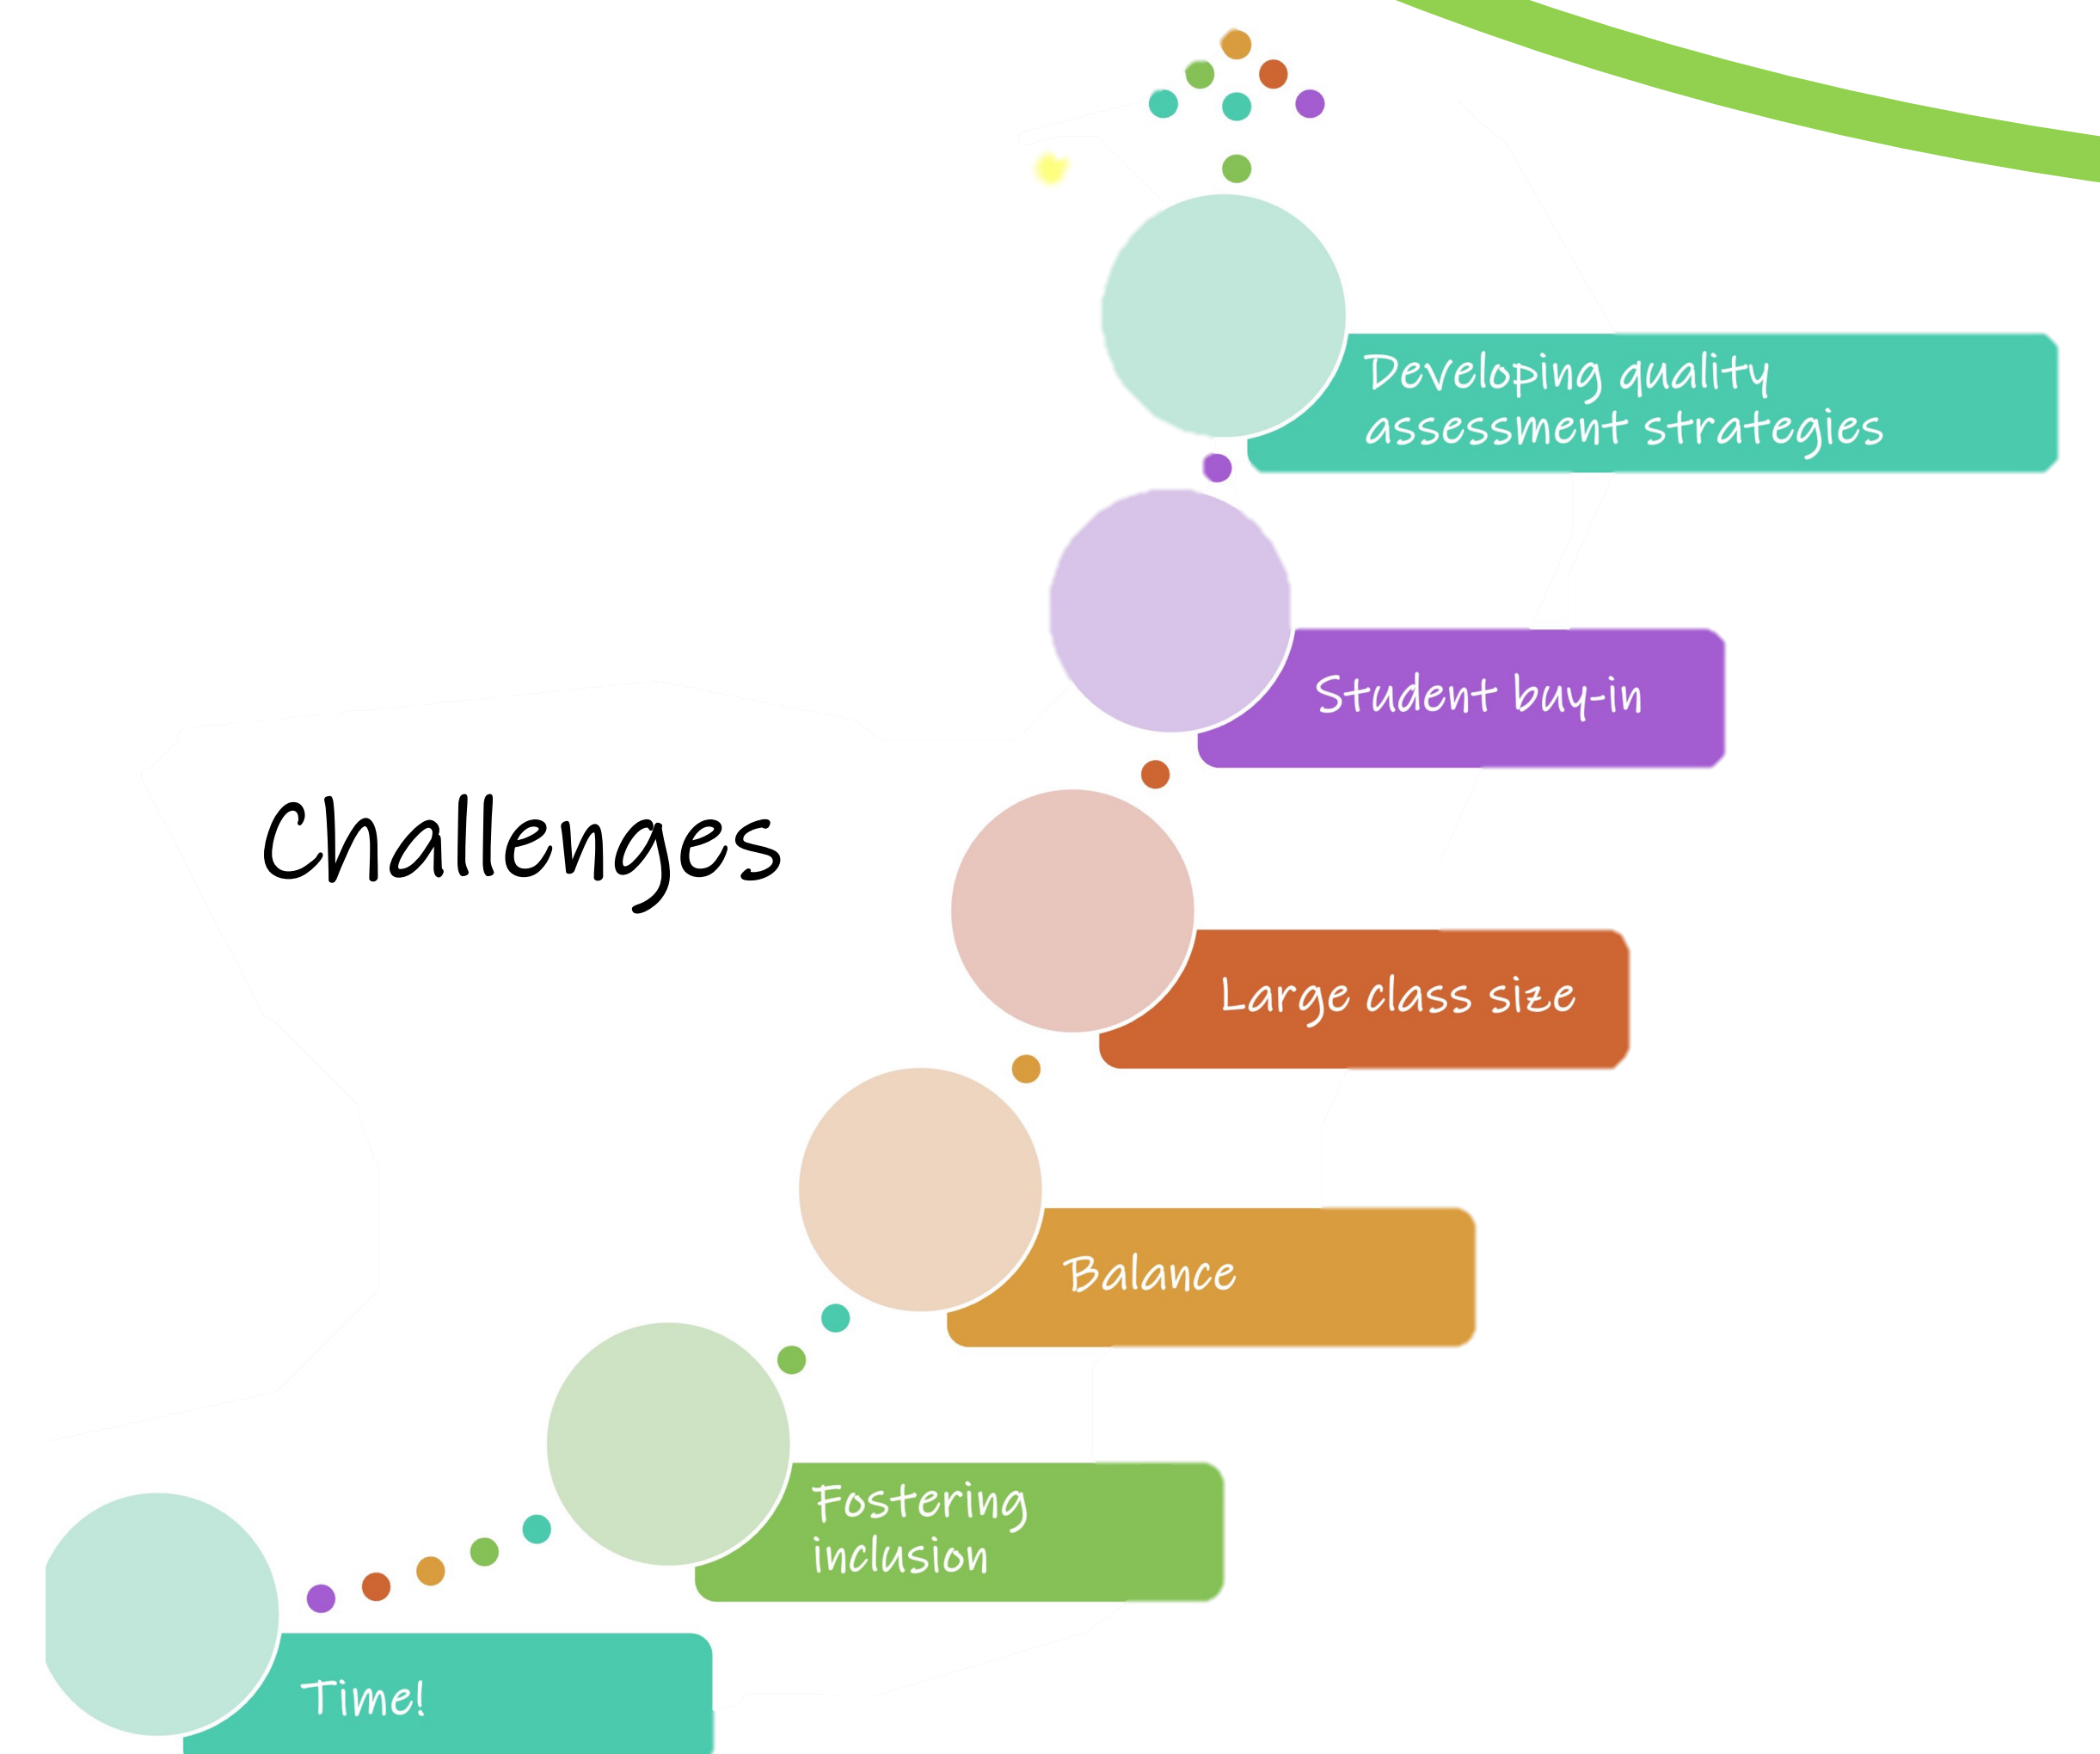 Developing quality
assessment strategies
Student buy-in
Challenges
Large class size
Balance
Fostering
inclusion
Time!